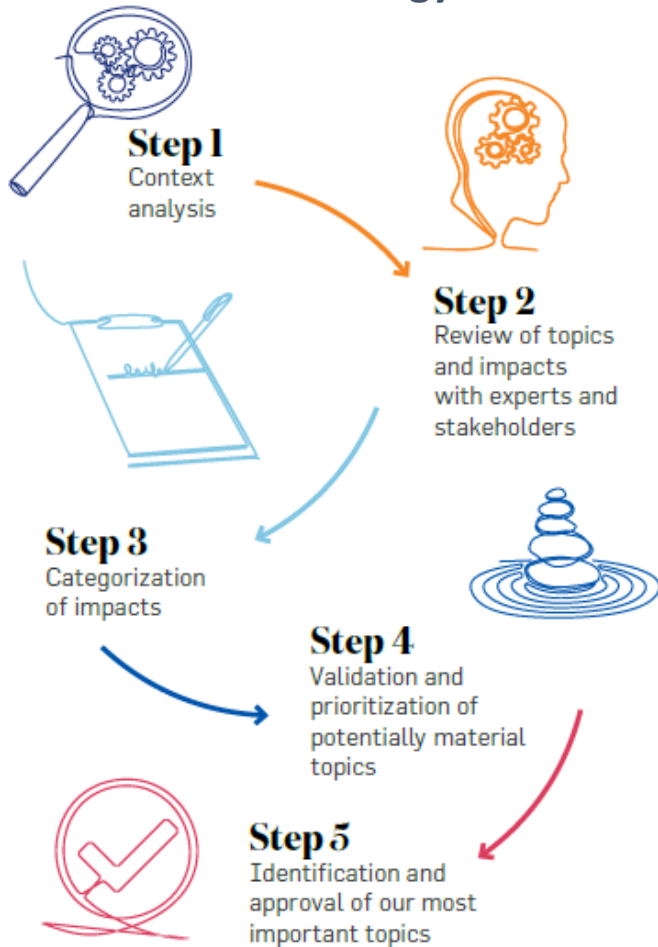 Step 1
Context
analysis
Step 2
Review of topics
and impacts
with experts and
stakeholders
Step 3
Categorization
of impacts
Step 4
Validation and
prioritization of
potentially material
topics
Step 5
Identification and
approval of our most
important topics